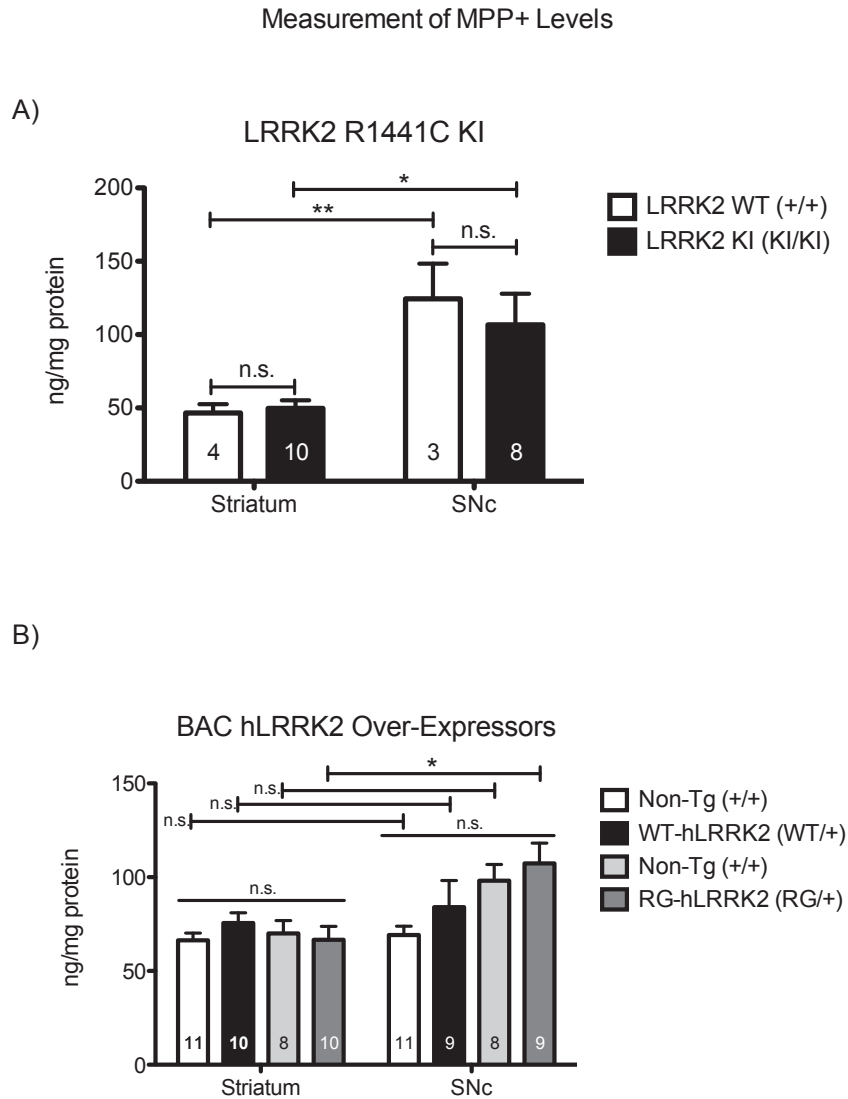 Measurement of MPP+ Levels
A)
LRRK2 R1441C KI
200
150
100
50
0
ng/mg protein
*
**
n.s.
n.s.
4
10
3
8
Striatum
SNc
LRRK2 WT (+/+)
LRRK2 KI (KI/KI)
B)
BAC hLRRK2 Over-Expressors
150
100
50
0
ng/mg protein
*
n.s.
n.s.
n.s.
n.s.
n.s.
11
10
8
10
11
9
8
9
Striatum
SNc
Non-Tg (+/+)
WT-hLRRK2 (WT/+)
Non-Tg (+/+)
RG-hLRRK2 (RG/+)